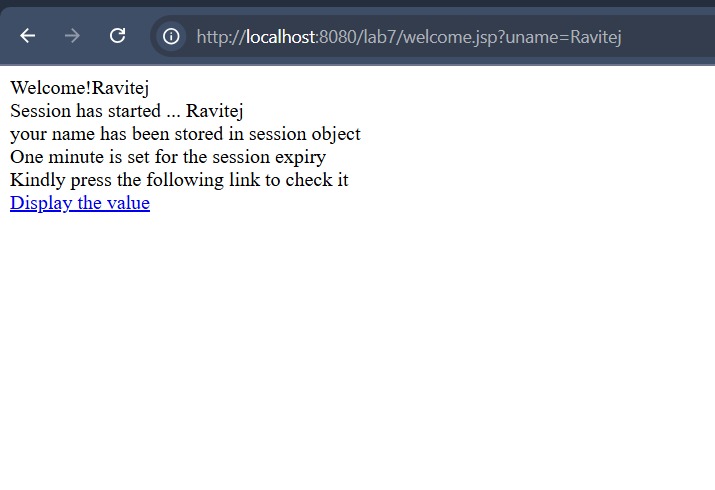 http://localhost:8080/lab7/welcome.jsp?uname=Ravitej
Welcome!Ravitej
Session has started ... Ravitej
your name has been stored in session object
One minute is set for the session expiry
Kindly press the following link to check it
Display the value